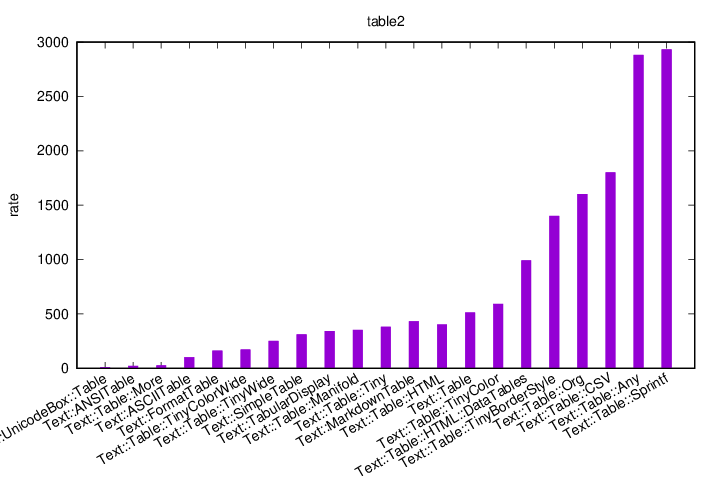 table2
3000
2500
2000
1500
1000
500
0
rate
:UnicodeBox::Table
Text::ANSITable
Text::Table::More
Text::ASCIITable
Text::FormatTable
Text::Table::TinyColorWide
Text::Table::TinyWide
Text::SimpleTable
Text::TabularDisplay
Text::Table::Manifold
Text::Table::Tiny
Text::MarkdownTable
Text::Table::HTML
Text::Table
Text::Table::TinyColor
Text::Table::HTML::DataTables
Text::Table::TinyBorderStyle
Text::Table::Org
Text::Table::CSV
Text::Table::Any
Text::Table::Sprintf